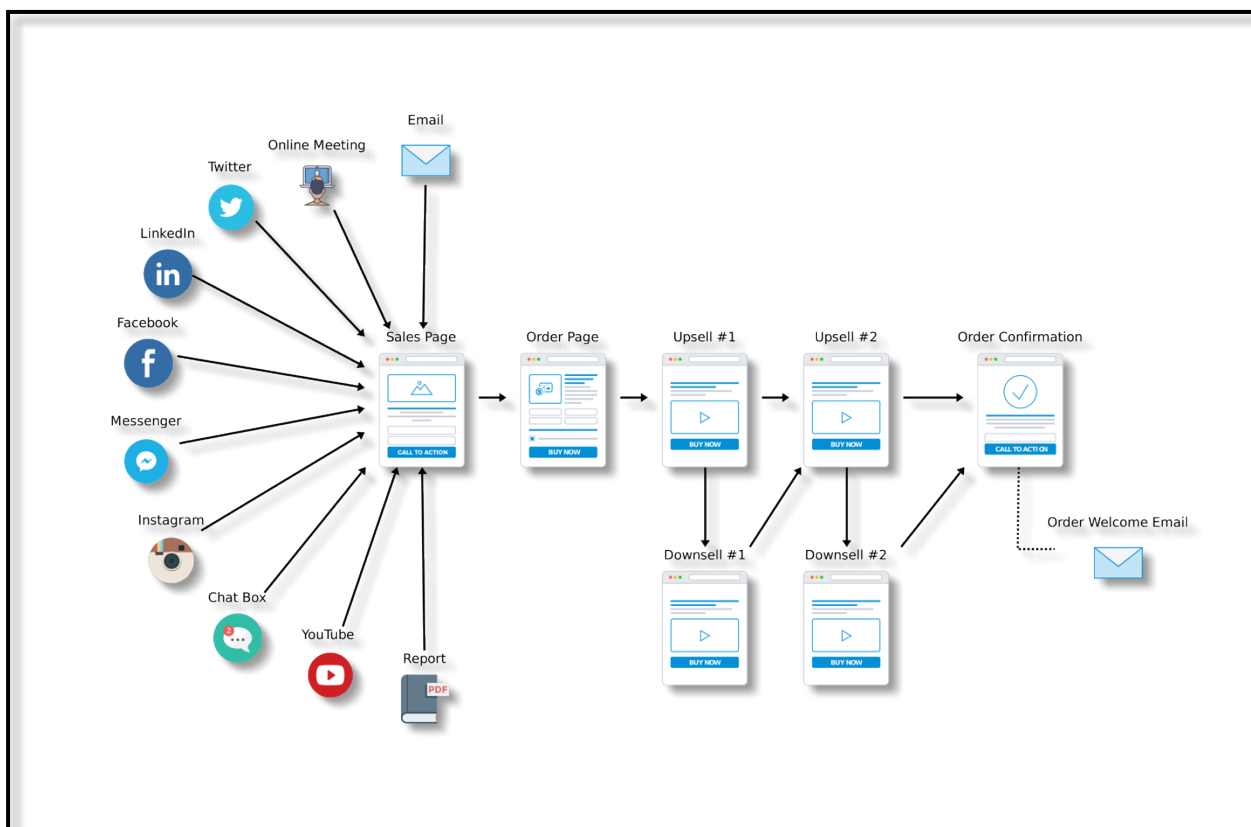 Email
Online Meeting
Twitter
LinkedIn
in
Facebook
f
Messenger
Instagram
Chat Box
2
YouTube
Report
PDF
Sales Page
CALL TO ACTION
Order Page
$
BUY NOW
Upsell #1
BUY NOW
Upsell #2
BUY NOW
Order Confirmation
CALL TO ACTION
Downsell #1
BUY NOW
Downsell #2
BUY NOW
Order Welcome Email